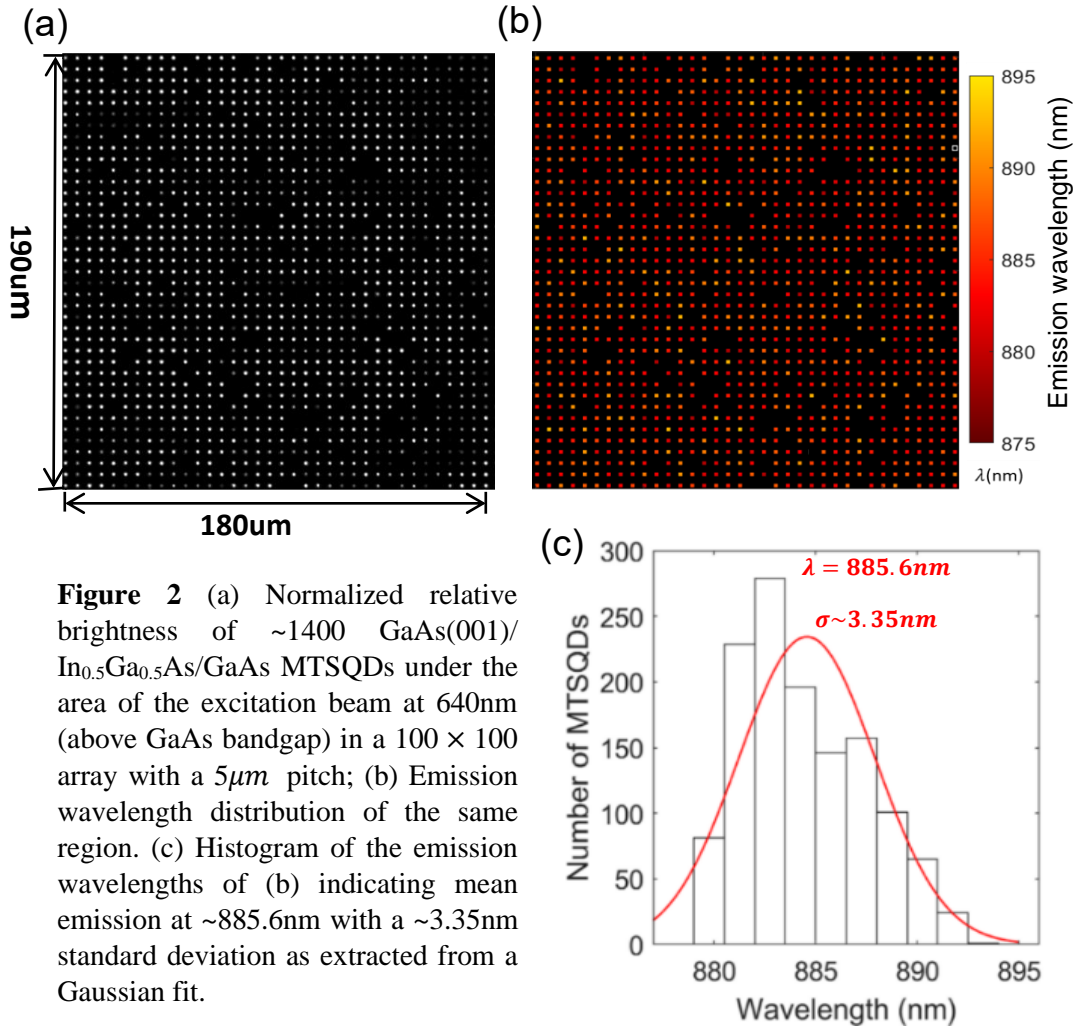 (a)
190um
180um
(b)
895
890
885
880
875
Emission wavelength (nm)
λ(nm)
Figure 2 (a) Normalized relative
brightness of ~1400 GaAs(001)/
In0.5Ga0.5As/GaAs MTSQDs under the
area of the excitation beam at 640nm
(above GaAs bandgap) in a 100 × 100
array with a 5μm pitch; (b) Emission
wavelength distribution of the same
region. (c) Histogram of the emission
wavelengths of (b) indicating mean
emission at ~885.6nm with a ~3.35nm
standard deviation as extracted from a
Gaussian fit.
(c)
λ = 885.6nm
σ~3.35nm
Number of MTSQDs
300
250
200
150
100
50
0
880
885
890
895
Wavelength (nm)